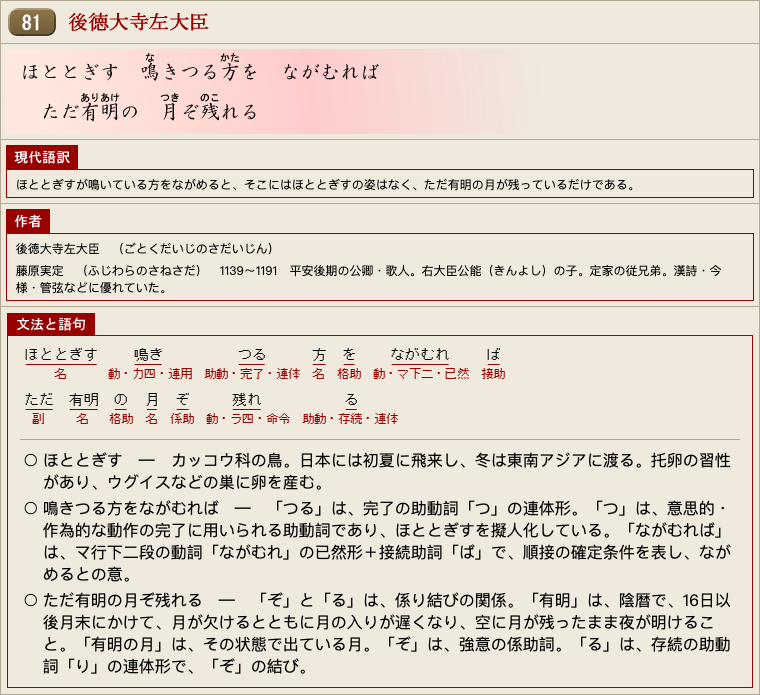 81 後徳大寺左大臣
ほととぎす　鳴きつる方を　ながむれば
ただ有明の　月ぞ残れる
現代語訳
ほととぎすが鳴いている方をながめると、そこにはほととぎすの姿はなく、ただ有明の月が残っているだけである。
作者
後徳大寺左大臣　（ごとくだいじのさだいじん）
藤原実定　（ふじわらのさねさだ）　1139～1191　平安後期の公卿・歌人。右大臣公能（きんよし）の子。定家の従兄弟。漢詩・今
様・管弦などに優れていた。
文法と語句
ほととぎす　鳴き　つる　方　を　ながむれ　ば
名　動・カ四・連用　助動・完了・連体　名　格助　動・マ下二・已然　接助
ただ　有明　の　月　ぞ　残れ　る
副　名　格助　名　係助　動・ラ四・命令　助動・存続・連体
○ ほととぎす　―　カッコウ科の鳥。日本には初夏に飛来し、冬は東南アジアに渡る。托卵の習性
があり、ウグイスなどの巣に卵を産む。
○ 鳴きつる方をながむれば　―　「つる」は、完了の助動詞「つ」の連体形。「つ」は、意思的・
作為的な動作の完了に用いられる助動詞であり、ほととぎすを擬人化している。「ながむれば」
は、マ行下二段の動詞「ながむれ」の已然形＋接続助詞「ば」で、順接の確定条件を表し、なが
めるとの意。
○ ただ有明の月ぞ残れる　―　「ぞ」と「る」は、係り結びの関係。「有明」は、陰暦で、16日以
後月末にかけて、月が欠けるとともに月の入りが遅くなり、空に月が残ったまま夜が明けるこ
と。「有明の月」は、その状態で出ている月。「ぞ」は、強意の係助詞。「る」は、存続の助動
詞「り」の連体形で、「ぞ」の結び。